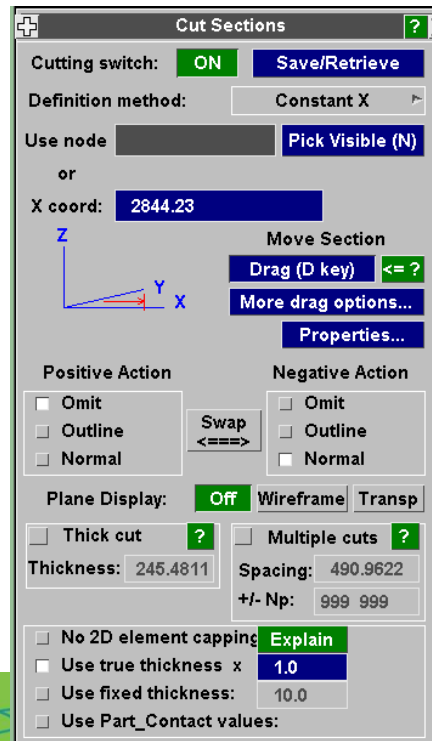 Cut Sections ?
Cutting switch: ON Save/Retrieve
Definition method: Constant X
Use node Pick Visible (N)
or
X coord: 2844.23
Z Y X
Move Section
Drag (D key) <= ?
More drag options...
Properties...
Positive Action Negative Action
Omit Swap <===> Omit
Outline Outline
Normal Normal
Plane Display: Off Wireframe Transp
Thick cut ? Multiple cuts ?
Thickness: 245.4811 Spacing: 490.9622
+/- Np: 999 999
No 2D element capping Explain
Use true thickness x 1.0
Use fixed thickness: 10.0
Use Part_Contact values: